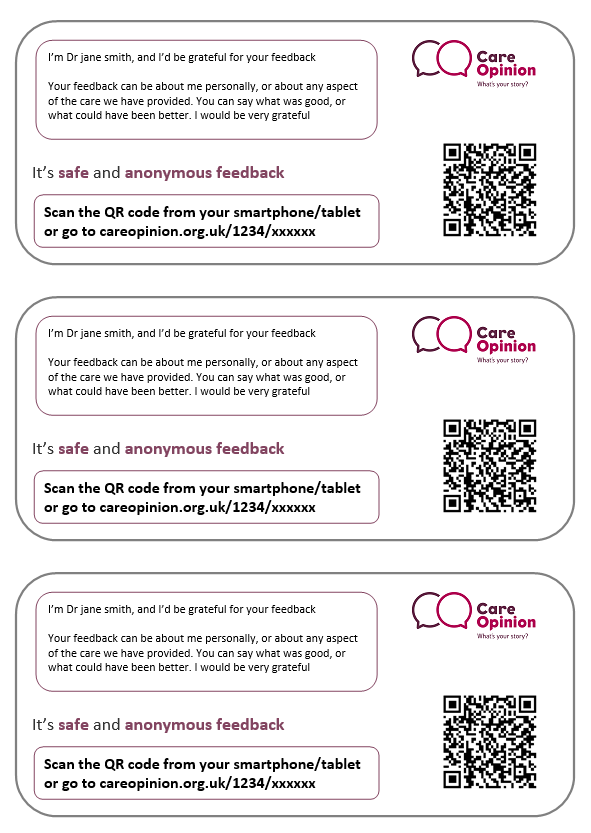 I'm Dr jane smith, and I'd be grateful for your feedback
Your feedback can be about me personally, or about any aspect
of the care we have provided. You can say what was good, or
what could have been better. I would be very grateful
Care
Opinion
What's your story?
It's safe and anonymous feedback
Scan the QR code from your smartphone/tablet
or go to careopinion.org.uk/1234/xxxxxx
I'm Dr jane smith, and I'd be grateful for your feedback
Your feedback can be about me personally, or about any aspect
of the care we have provided. You can say what was good, or
what could have been better. I would be very grateful
Care
Opinion
What's your story?
It's safe and anonymous feedback
Scan the QR code from your smartphone/tablet
or go to careopinion.org.uk/1234/xxxxxx
I'm Dr jane smith, and I'd be grateful for your feedback
Your feedback can be about me personally, or about any aspect
of the care we have provided. You can say what was good, or
what could have been better. I would be very grateful
Care
Opinion
What's your story?
It's safe and anonymous feedback
Scan the QR code from your smartphone/tablet
or go to careopinion.org.uk/1234/xxxxxx